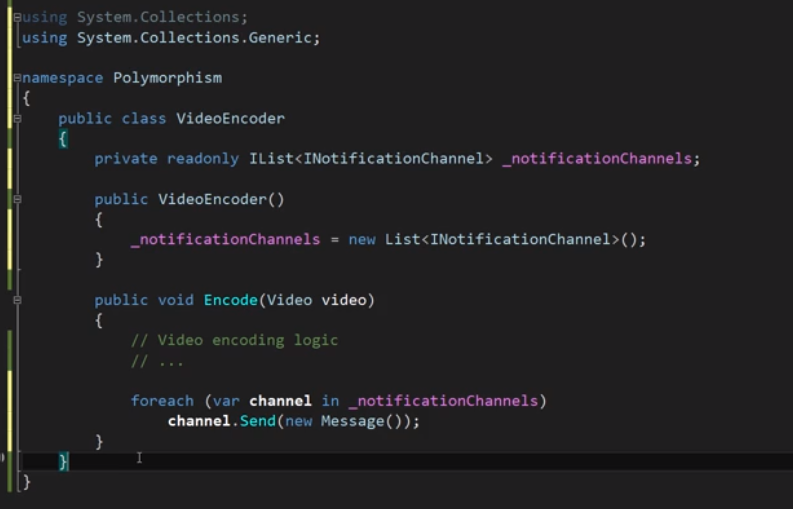 using System.Collections;
using System.Collections.Generic;
namespace Polymorphism
{
public class VideoEncoder
{
private readonly IList<INotificationChannel> _notificationChannels;
public VideoEncoder()
{
_notificationChannels = new List<INotificationChannel>();
}
public void Encode(Video video)
{
// Video encoding logic
// ...
foreach (var channel in _notificationChannels)
channel.Send(new Message());
}
}
}